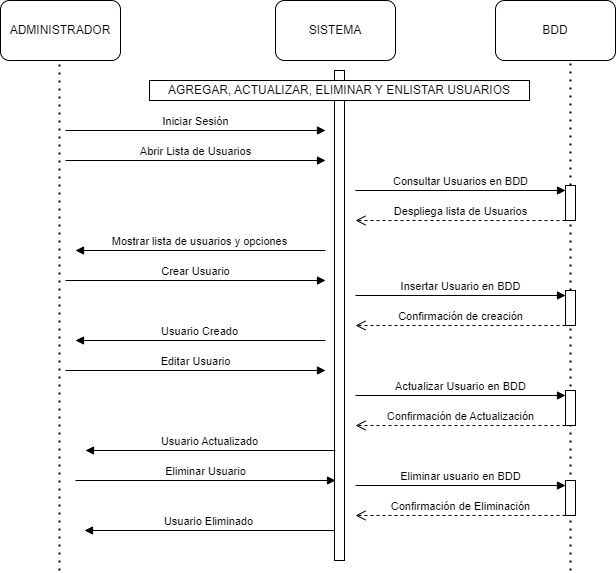 ADMINISTRADOR
SISTEMA
BDD
AGREGAR, ACTUALIZAR, ELIMINAR Y ENLISTAR USUARIOS
Iniciar Sesión
Abrir Lista de Usuarios
Consultar Usuarios en BDD
Despliega lista de Usuarios
Mostrar lista de usuarios y opciones
Crear Usuario
Insertar Usuario en BDD
Confirmación de creación
Usuario Creado
Editar Usuario
Actualizar Usuario en BDD
Confirmación de Actualización
Usuario Actualizado
Eliminar Usuario
Eliminar usuario en BDD
Confirmación de Eliminación
Usuario Eliminado